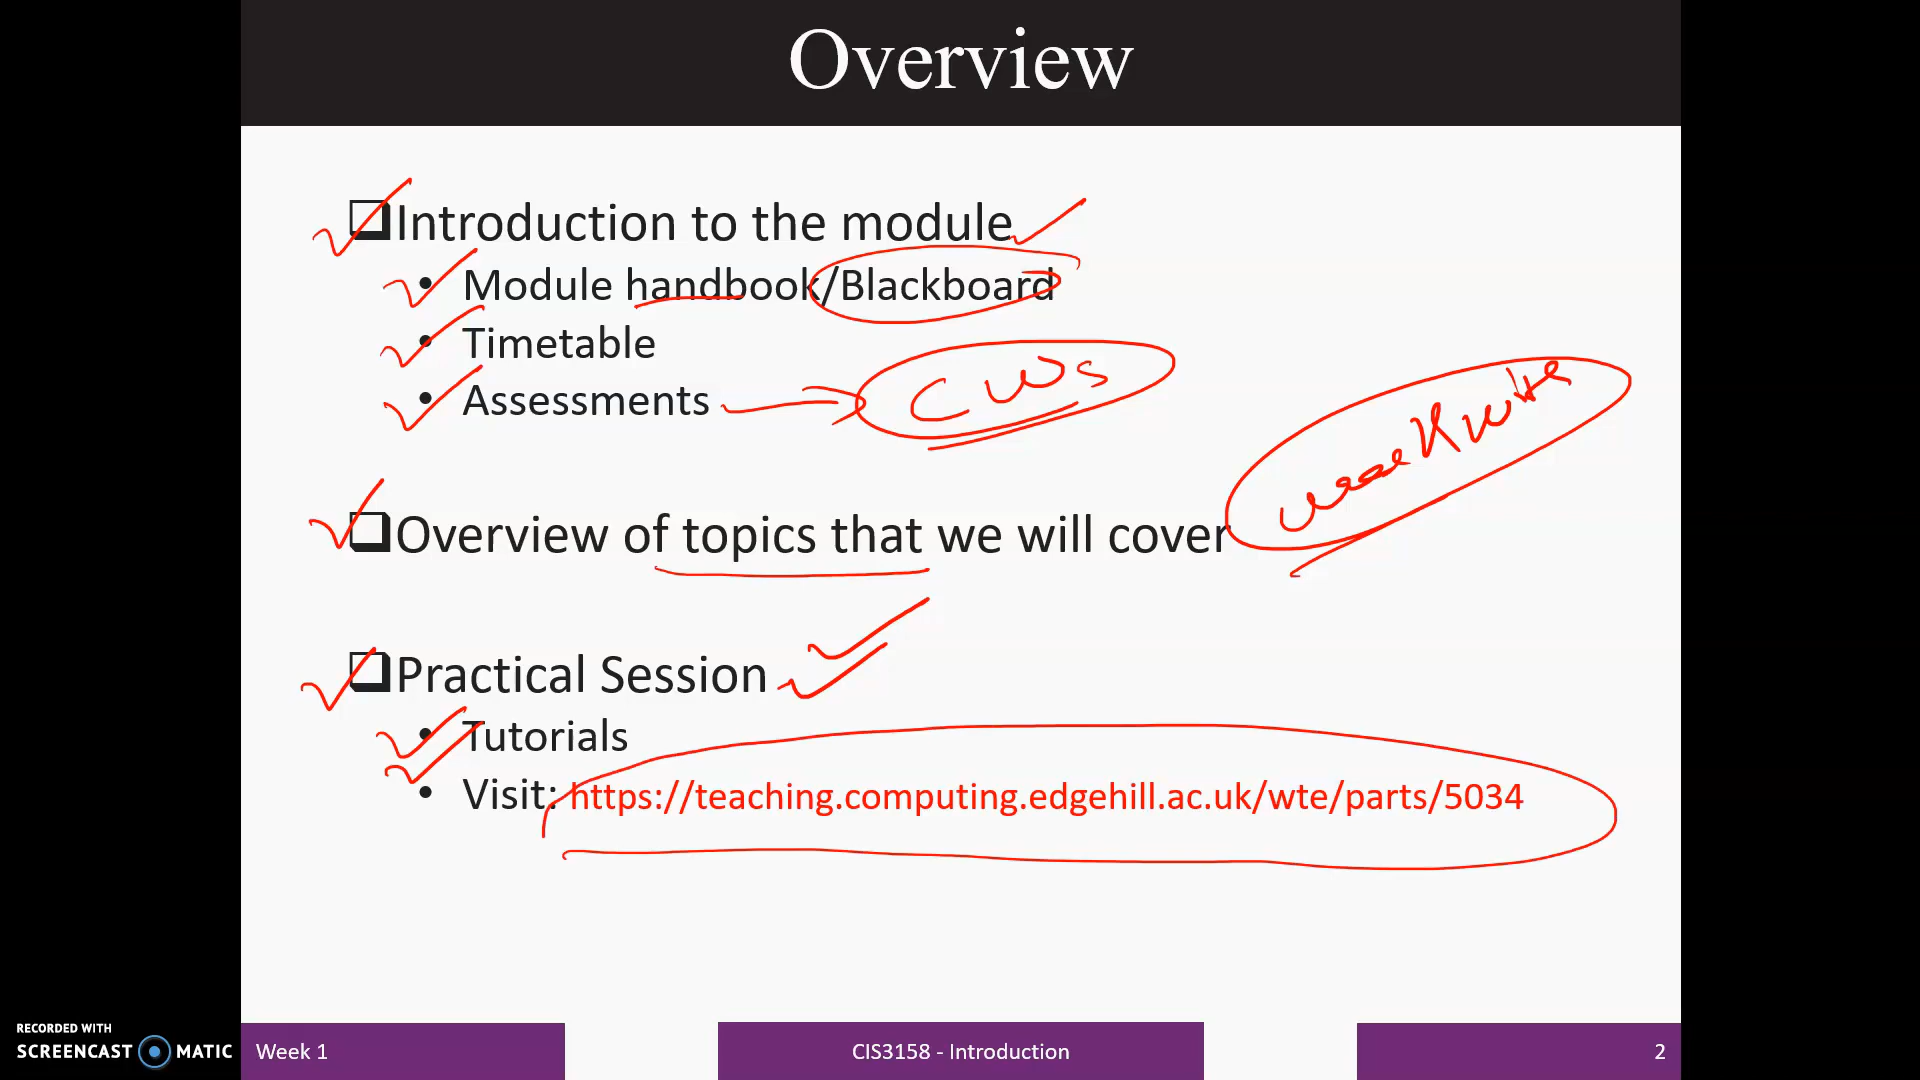 Overview
Introduction to the module
• Module handbook/Blackboard
• Timetable
• Assessments
CWS
Overview of topics that we will cover
Practical Session
• Tutorials
• Visit: https://teaching.computing.edgehill.ac.uk/wte/parts/5034
RECORDED WITH
SCREENCAST MATIC
Week 1
CIS3158 - Introduction
2